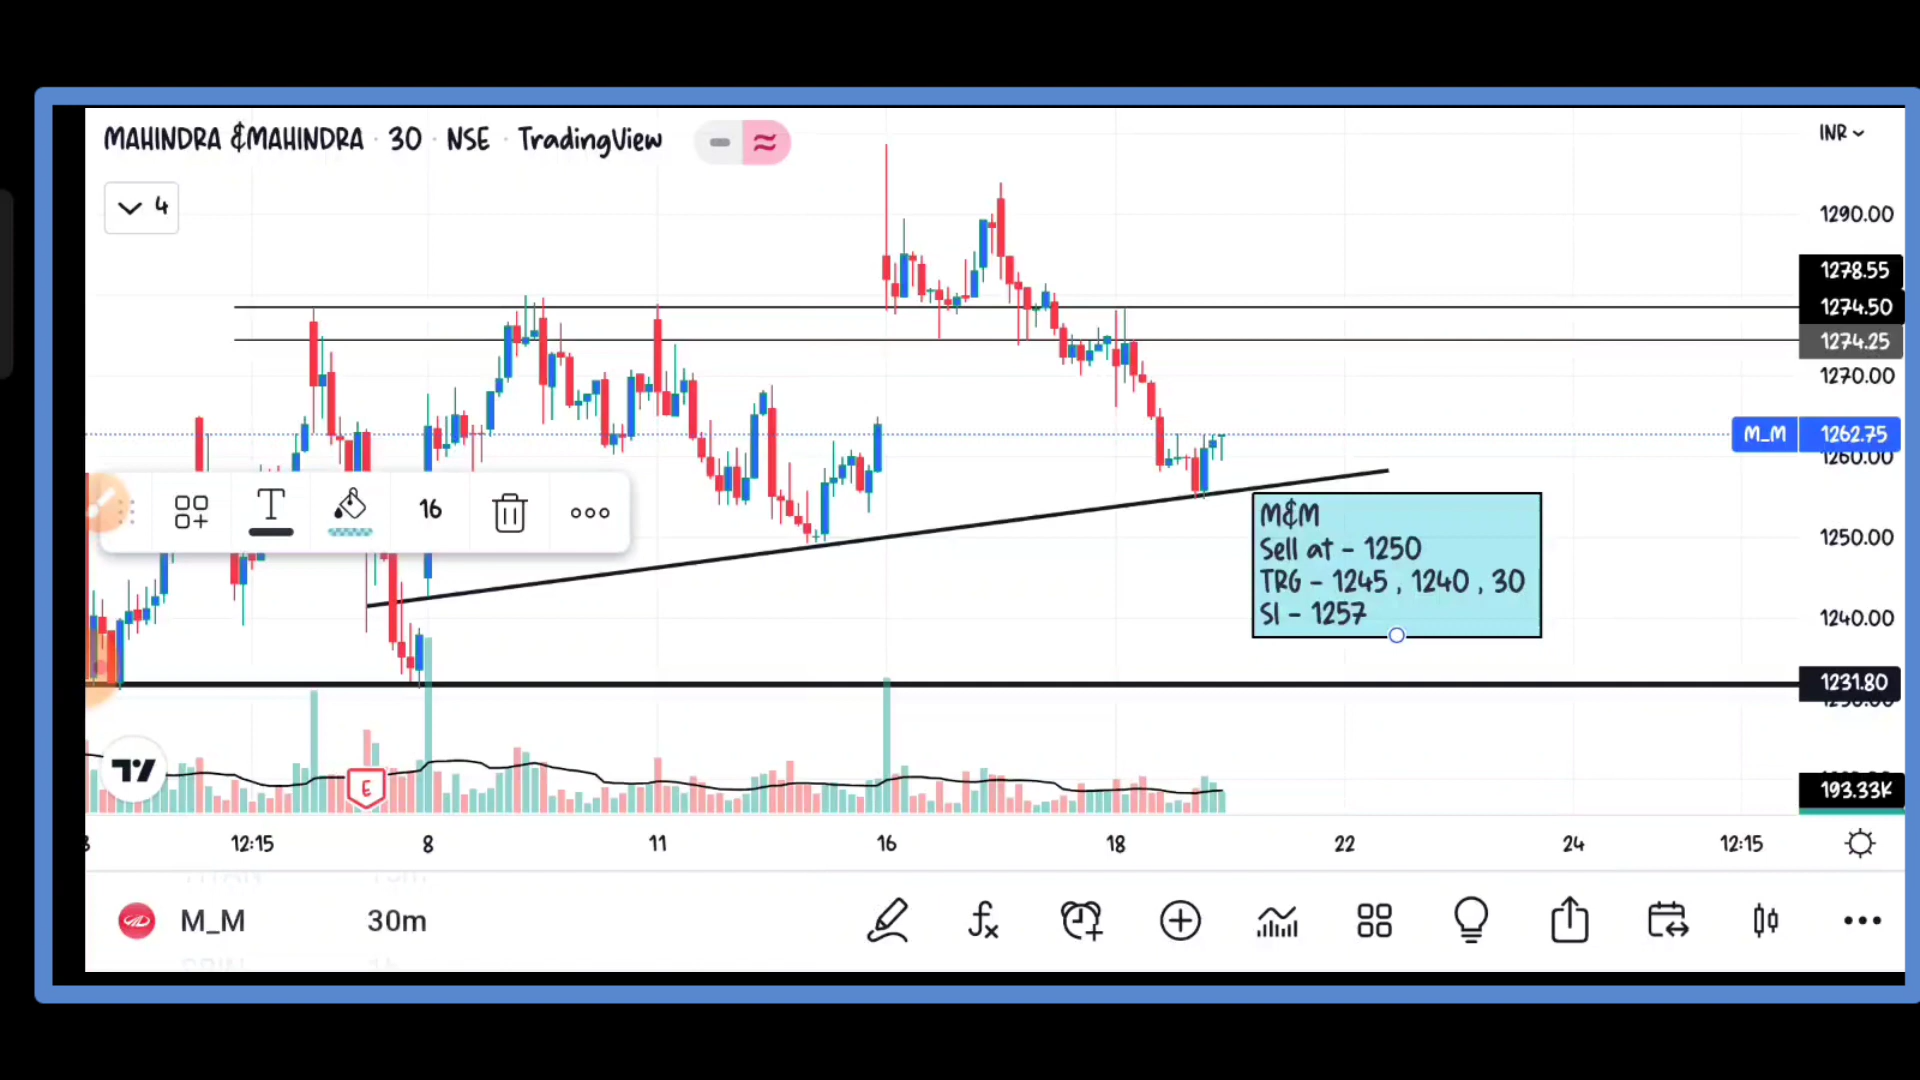 MAHINDRA &MAHINDRA · 30 · NSE · TradingView
INR
4
1290.00
1278.55
1274.50
1274.25
1270.00
M_M 1262.75
1260.00
16
M&M
Sell at - 1250
TRG - 1245 , 1240 , 30
Sl - 1257
1250.00
1240.00
1231.80
E
193.33K
12:15 8 11 16 18 22 24 12:15
M_M 30m